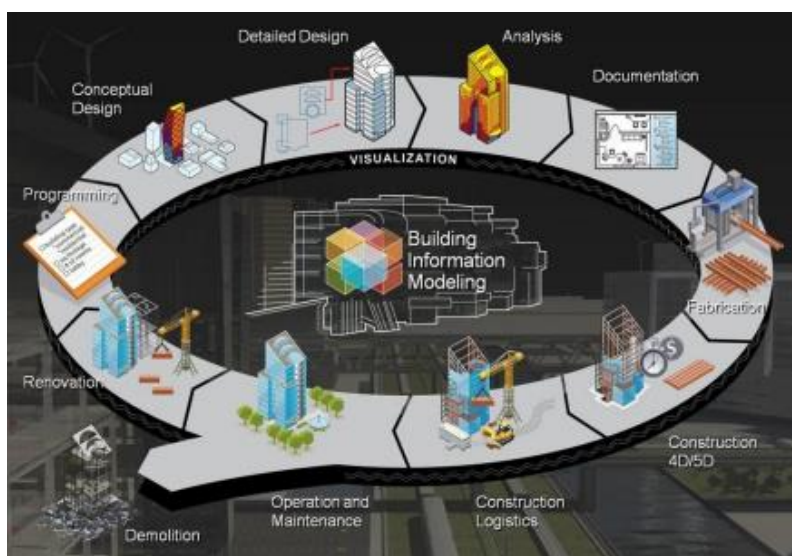 Detailed Design
Analysis
Conceptual
Design
Documentation
VISUALIZATION
Programming
Building
Information
Modeling
Fabrication
Renovation
Construction
4D/5D
Operation and
Maintenance
Construction
Logistics
Demolition